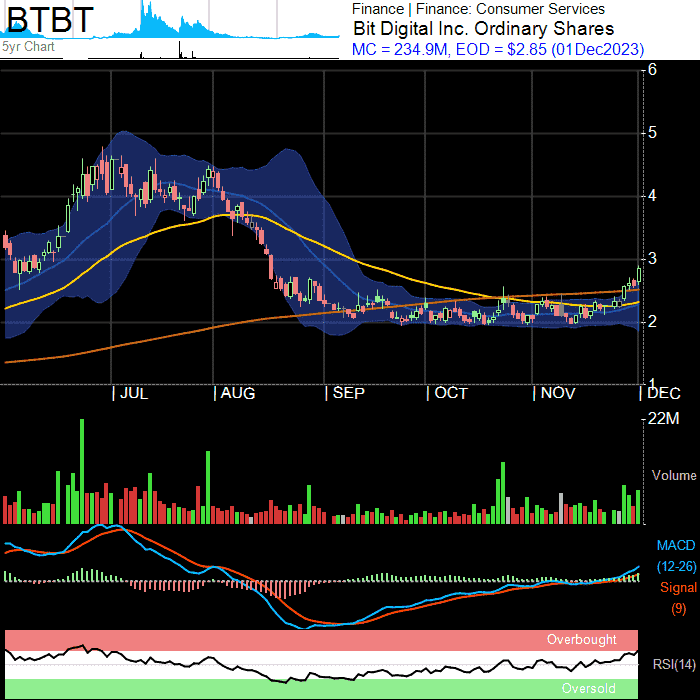 BTBT
5yr Chart
Finance | Finance: Consumer Services
Bit Digital Inc. Ordinary Shares
MC = 234.9M, EOD = $2.85 (01Dec2023)
6
5
4
3
2
1
JUL AUG SEP OCT NOV DEC
22M
Volume
MACD
(12-26)
Signal
(9)
Overbought
RSI(14)
Oversold